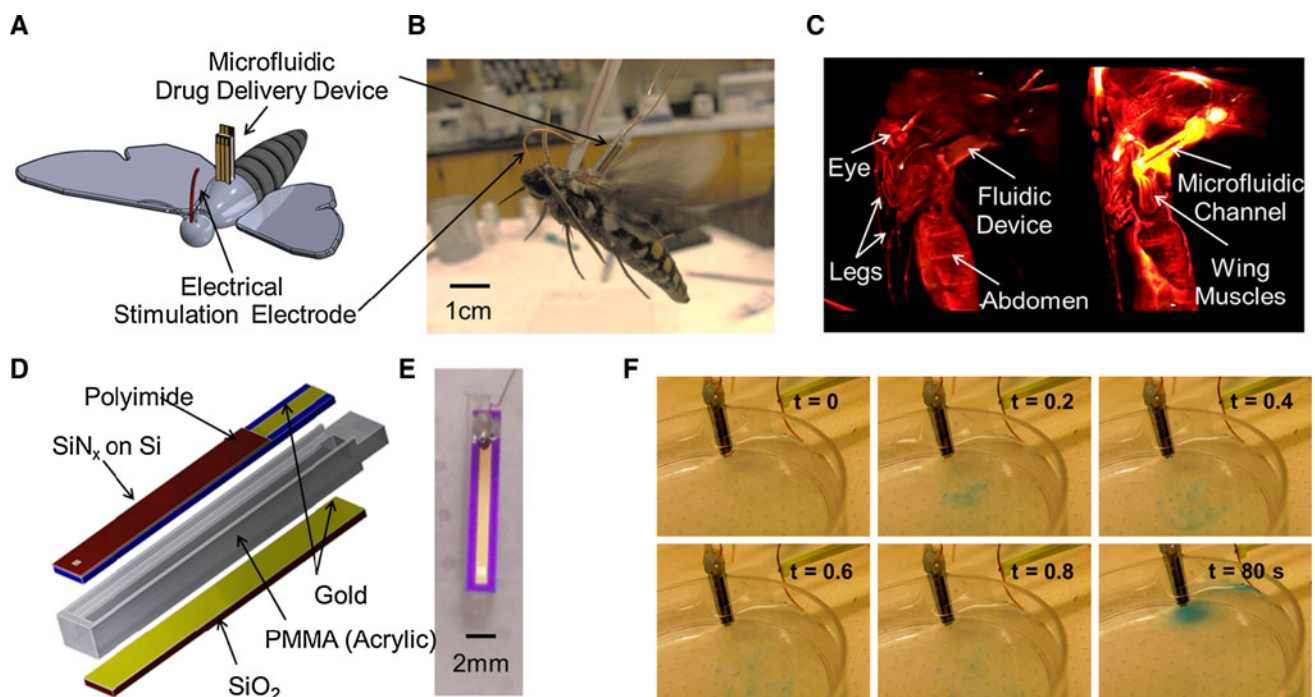 A
Microfluidic
Drug Delivery Device
Electrical
Stimulation Electrode
B
1cm
C
Eye
Legs
Fluidic
Device
Abdomen
Microfluidic
Channel
Wing
Muscles
D
Polyimide
SiNx on Si
Gold
PMMA (Acrylic)
SiO2
E
2mm
F
t = 0
t = 0.2
t = 0.4
t = 0.6
t = 0.8
t = 80 s